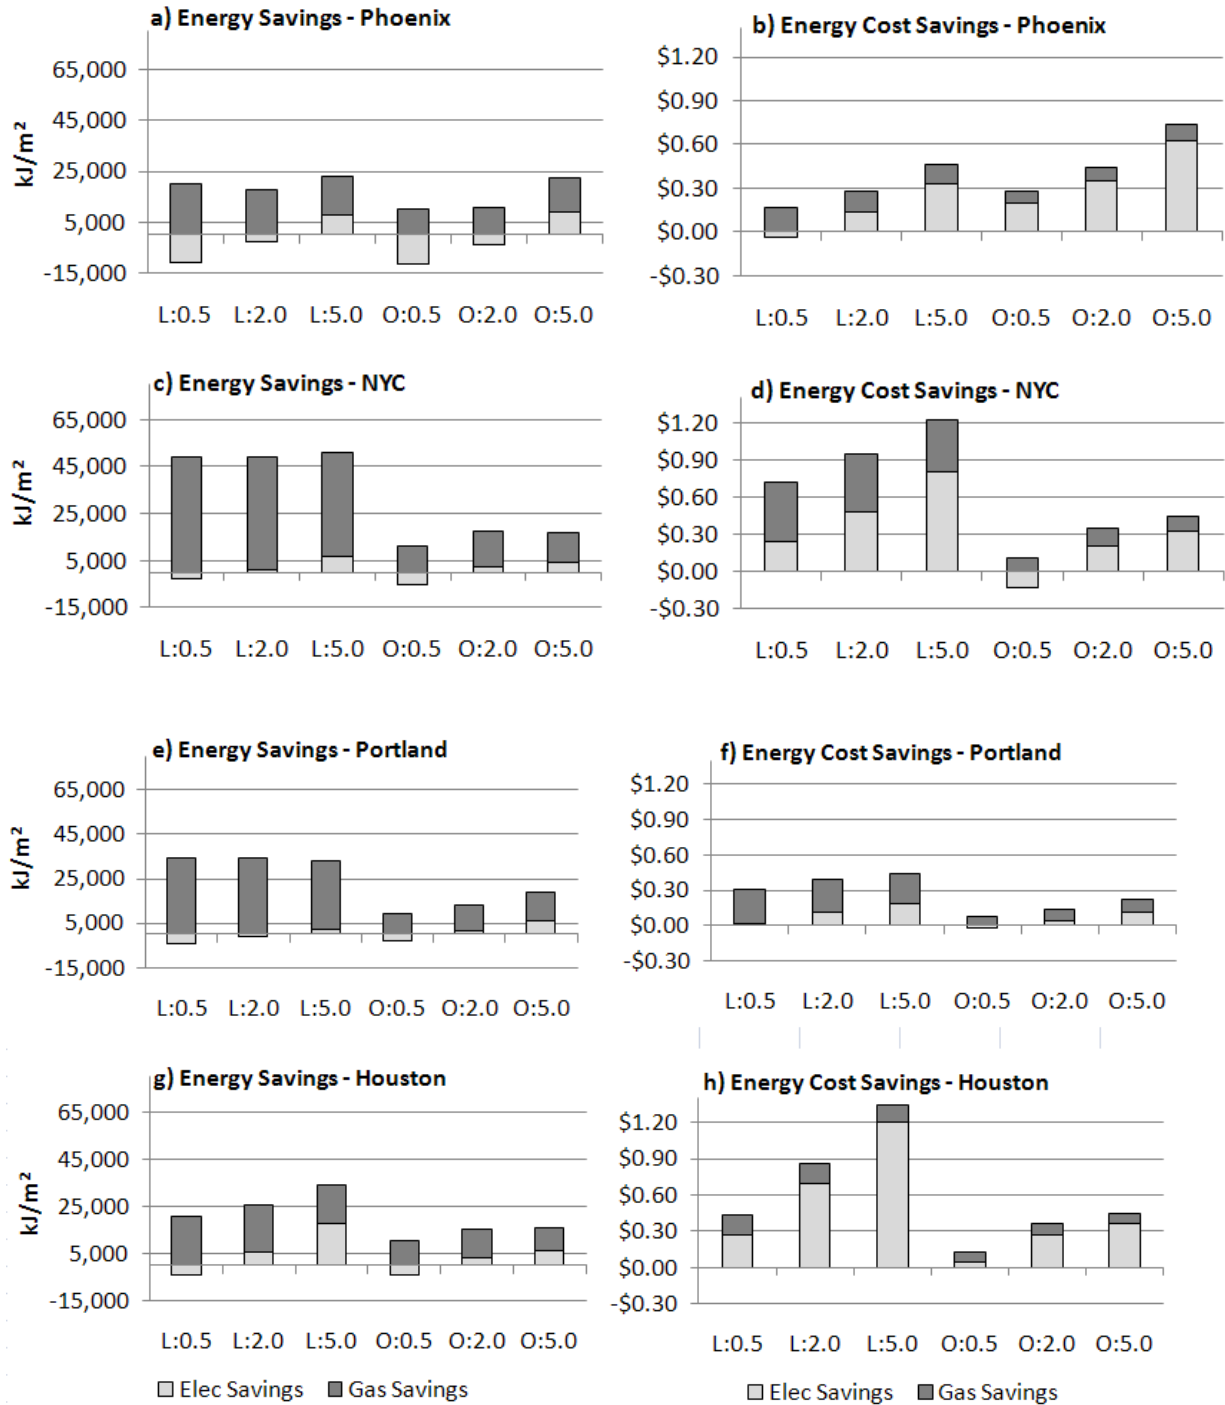 a) Energy Savings - Phoenix
65,000
45,000
25,000
5,000
-15,000
kJ/m²
L:0.5 L:2.0 L:5.0 O:0.5 O:2.0 O:5.0
b) Energy Cost Savings - Phoenix
$1.20
$0.90
$0.60
$0.30
$0.00
-$0.30
L:0.5 L:2.0 L:5.0 O:0.5 O:2.0 O:5.0
c) Energy Savings - NYC
65,000
45,000
25,000
5,000
-15,000
kJ/m²
L:0.5 L:2.0 L:5.0 O:0.5 O:2.0 O:5.0
d) Energy Cost Savings - NYC
$1.20
$0.90
$0.60
$0.30
$0.00
-$0.30
L:0.5 L:2.0 L:5.0 O:0.5 O:2.0 O:5.0
e) Energy Savings - Portland
65,000
45,000
25,000
5,000
-15,000
kJ/m²
L:0.5 L:2.0 L:5.0 O:0.5 O:2.0 O:5.0
f) Energy Cost Savings - Portland
$1.20
$0.90
$0.60
$0.30
$0.00
-$0.30
L:0.5 L:2.0 L:5.0 O:0.5 O:2.0 O:5.0
g) Energy Savings - Houston
65,000
45,000
25,000
5,000
-15,000
kJ/m²
L:0.5 L:2.0 L:5.0 O:0.5 O:2.0 O:5.0
Elec Savings Gas Savings
h) Energy Cost Savings - Houston
$1.20
$0.90
$0.60
$0.30
$0.00
-$0.30
L:0.5 L:2.0 L:5.0 O:0.5 O:2.0 O:5.0
Elec Savings Gas Savings